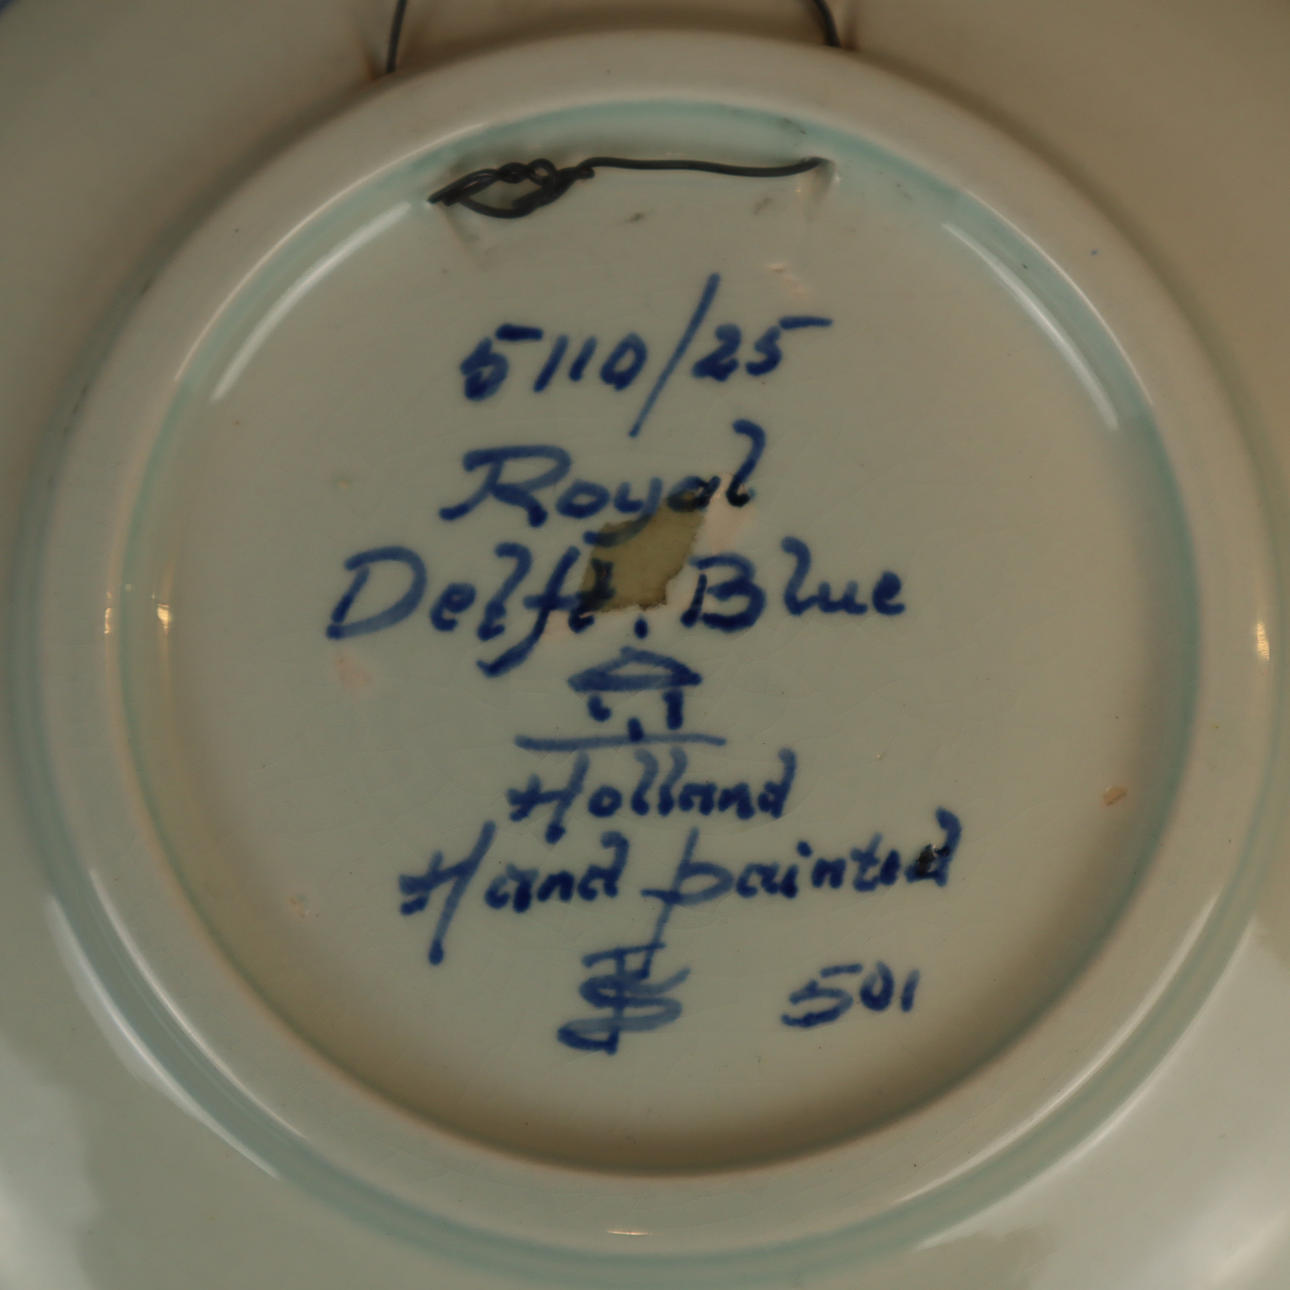 5110/25
Royal
Delft Blue
Holland
Hand painted
501